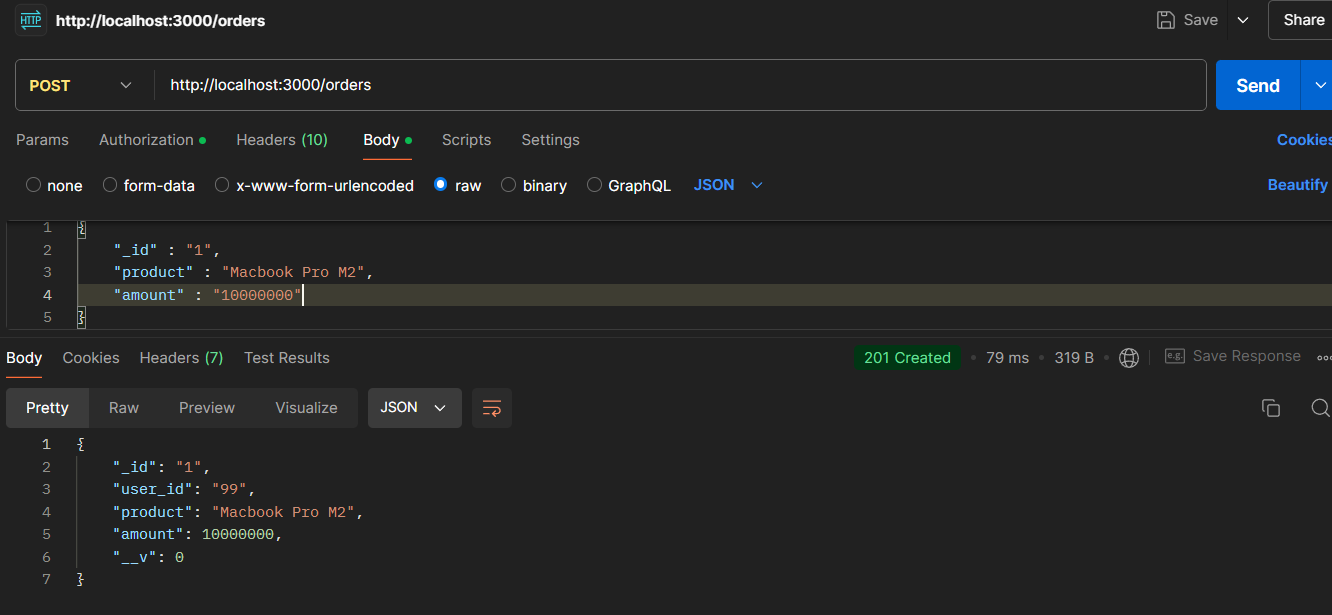 HTTP http://localhost:3000/orders Save Share
POST http://localhost:3000/orders Send
Params Authorization Headers (10) Body Scripts Settings Cookies
none form-data x-www-form-urlencoded raw binary GraphQL JSON Beautify
1 {
2 "_id" : "1",
3 "product" : "Macbook Pro M2",
4 "amount" : "10000000"
5 }
Body Cookies Headers (7) Test Results 201 Created • 79 ms • 319 B • e.g. Save Response
Pretty Raw Preview Visualize JSON
1 {
2 "_id": "1",
3 "user_id": "99",
4 "product": "Macbook Pro M2",
5 "amount": 10000000,
6 "__v": 0
7 }